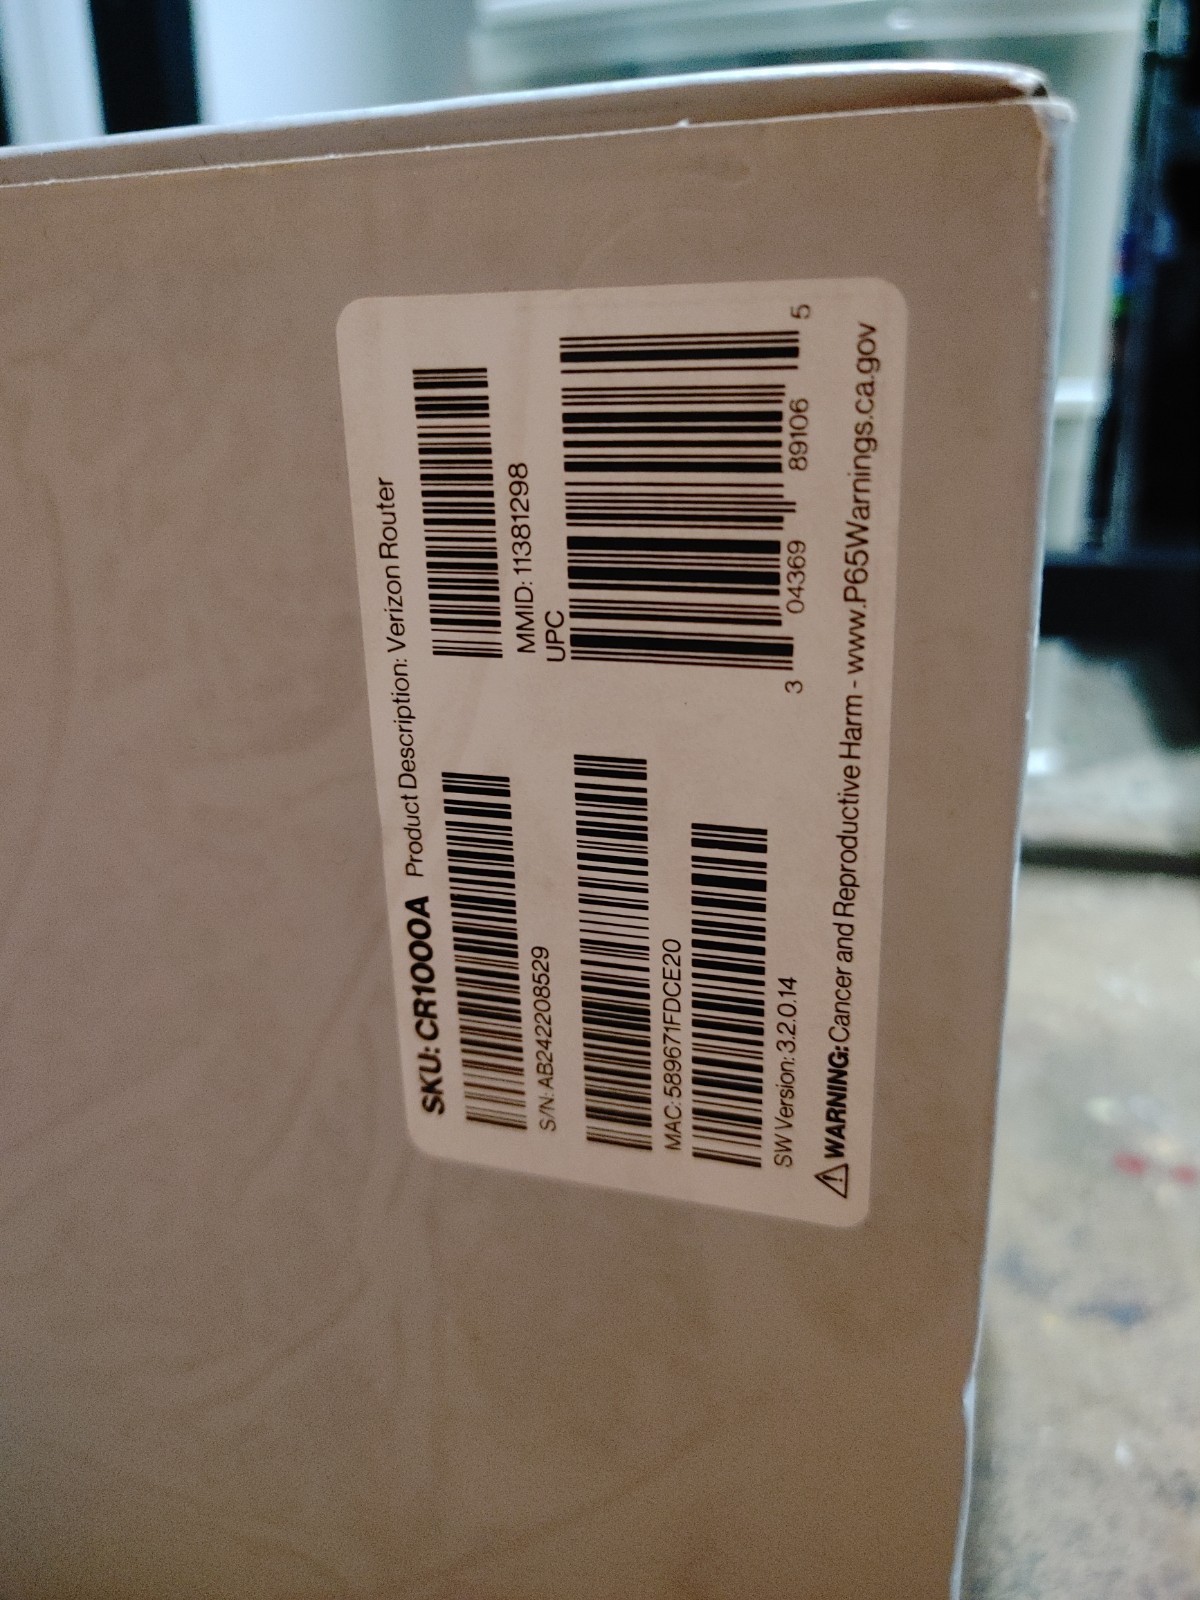 SKU: CR1000A Product Description: Verizon Router
S/N: AB242208529
MMID: 11381298
UPC
MAC: 589671FDCE20
3 04369 89106 5
SW Version: 3.2.0.14
⚠ WARNING: Cancer and Reproductive Harm - www.P65Warnings.ca.gov